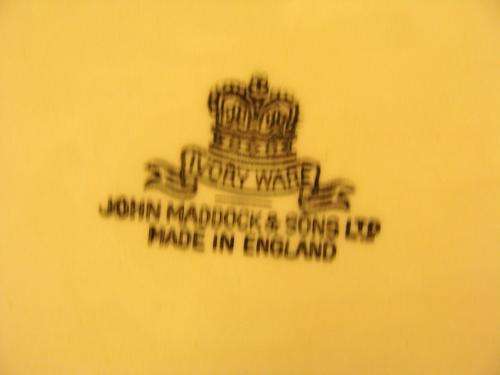 IVORY WARE
JOHN MADDOCK & SONS LTD
MADE IN ENGLAND